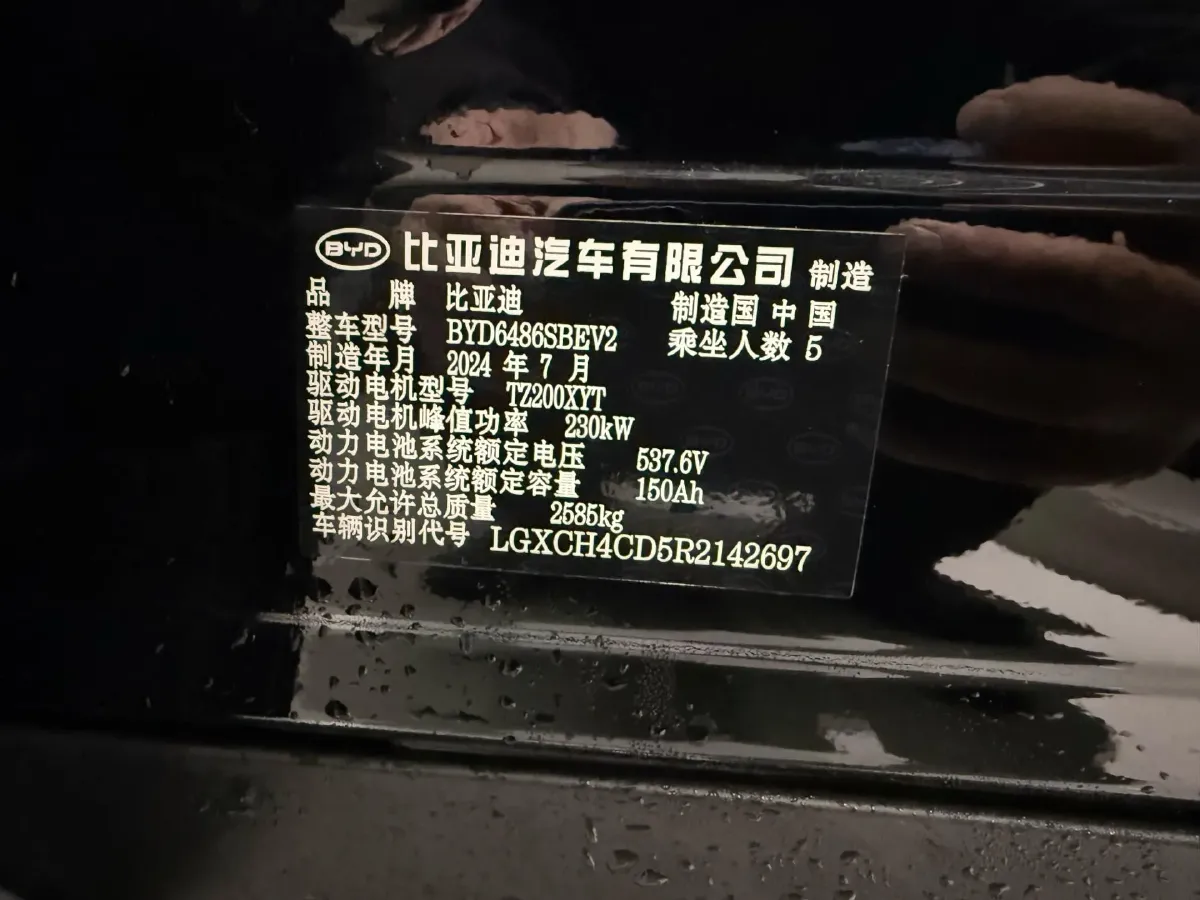 BYD 比亚迪汽车有限公司 制造
品 牌 比亚迪 制造国 中国
整车型号 BYD6486SBEV2 乘坐人数 5
制造年月 2024 年 7 月
驱动电机型号 TZ200XYT
驱动电机峰值功率 230kW
动力电池系统额定电压 537.6V
动力电池系统额定容量 150Ah
最大允许总质量 2585kg
车辆识别代号 LGXCH4CD5R2142697